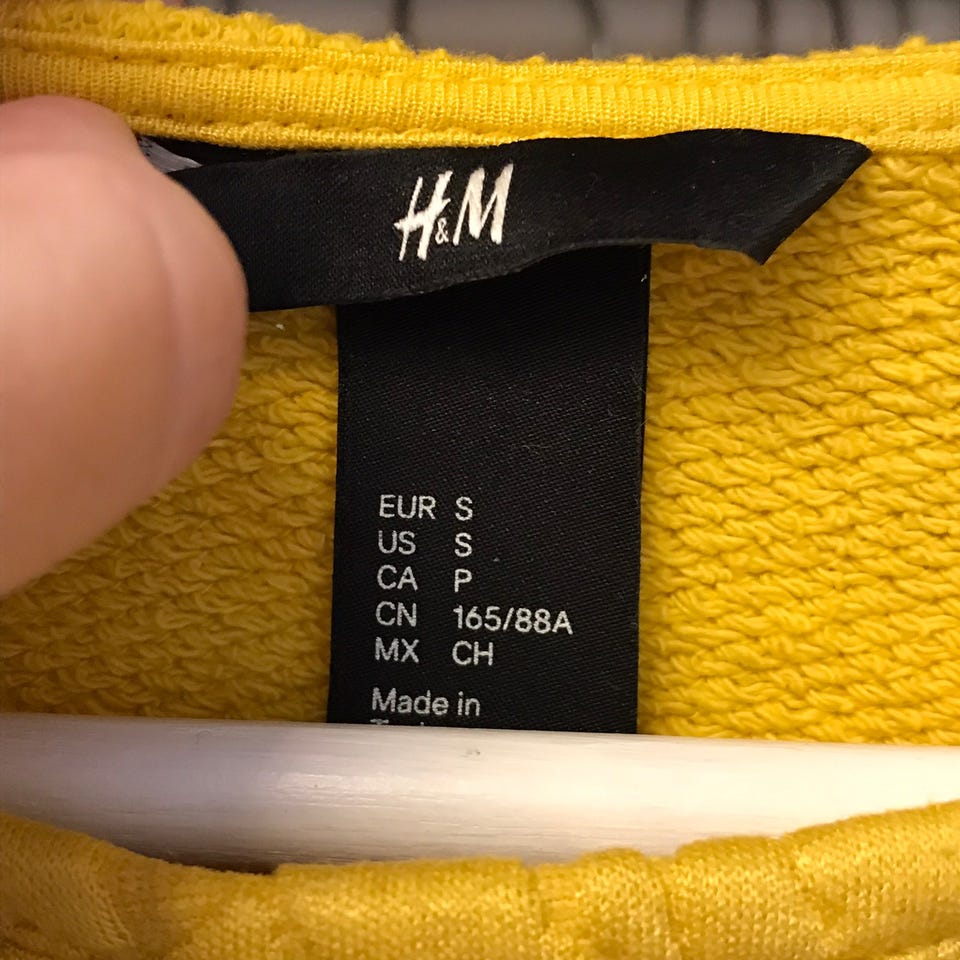 H&M
EUR S
US S
CA P
CN 165/88A
MX CH
Made in